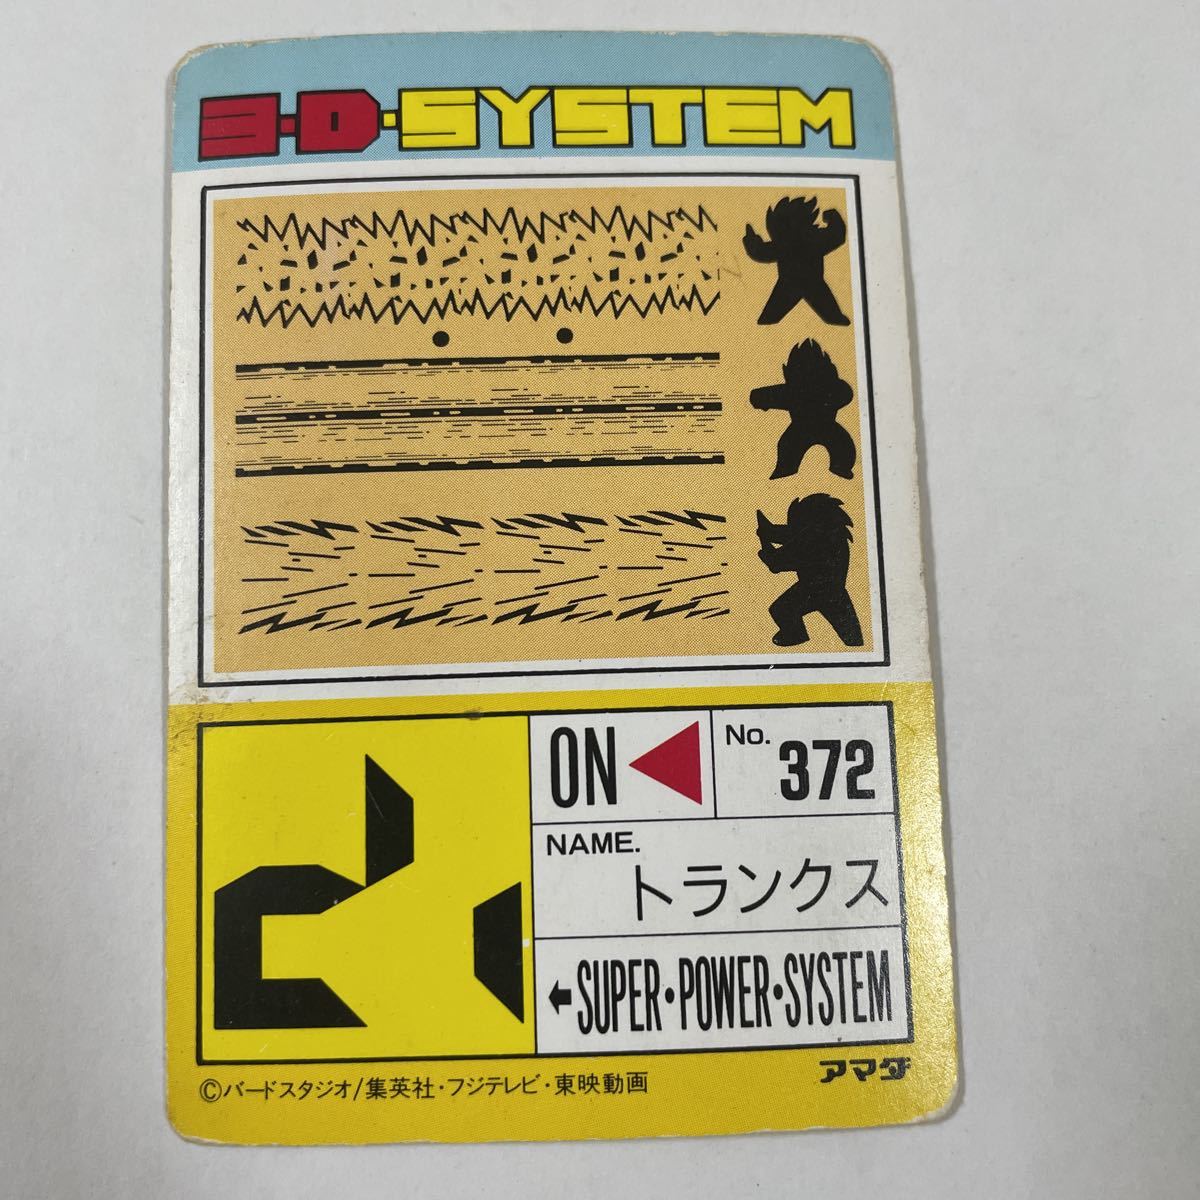 3·D·SYSTEM
ON
No. 372
NAME.
トランクス
←SUPER·POWER·SYSTEM
アマダ
©バードスタジオ/集英社・フジテレビ・東映動画